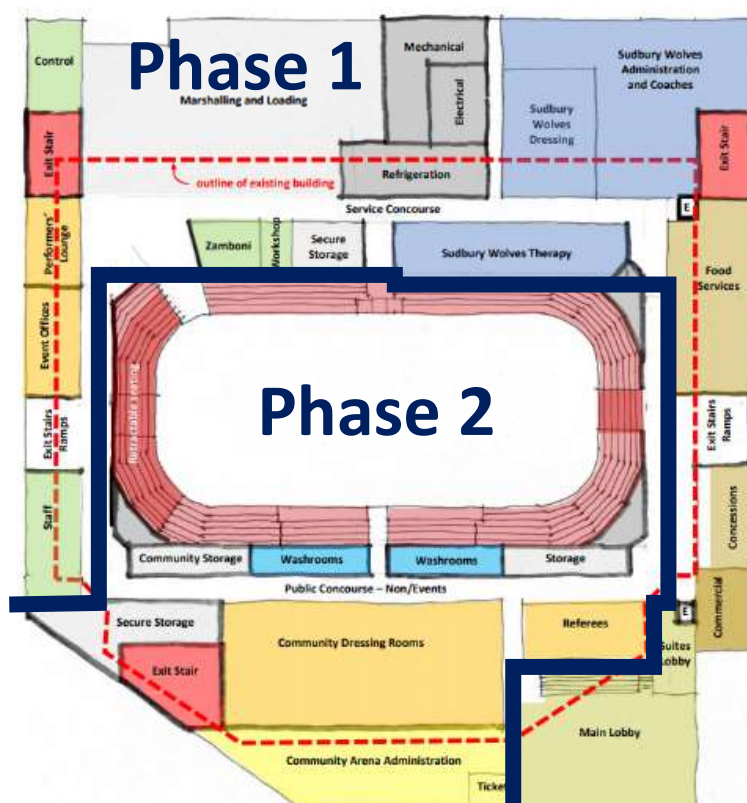 Control
Phase 1
Marshalling and Loading
Mechanical
Electrical
Refrigeration
Sudbury Wolves
Administration
and Coaches
Sudbury
Wolves
Dressing
Exit Stair
Exit Stair
outline of existing building
Service Concourse
E
Performers'
Lounge
Zamboni
Workshop
Secure
Storage
Sudbury Wolves Therapy
Food
Services
Event Offices
Retractable seating
Phase 2
Exit Stairs
Ramps
Exit Stairs
Ramps
Staff
Concessions
Community Storage
Washrooms
Washrooms
Storage
Public Concourse – Non/Events
Commercial
E
Secure Storage
Community Dressing Rooms
Referees
Suites
Lobby
Exit Stair
Main Lobby
Community Arena Administration
Ticke